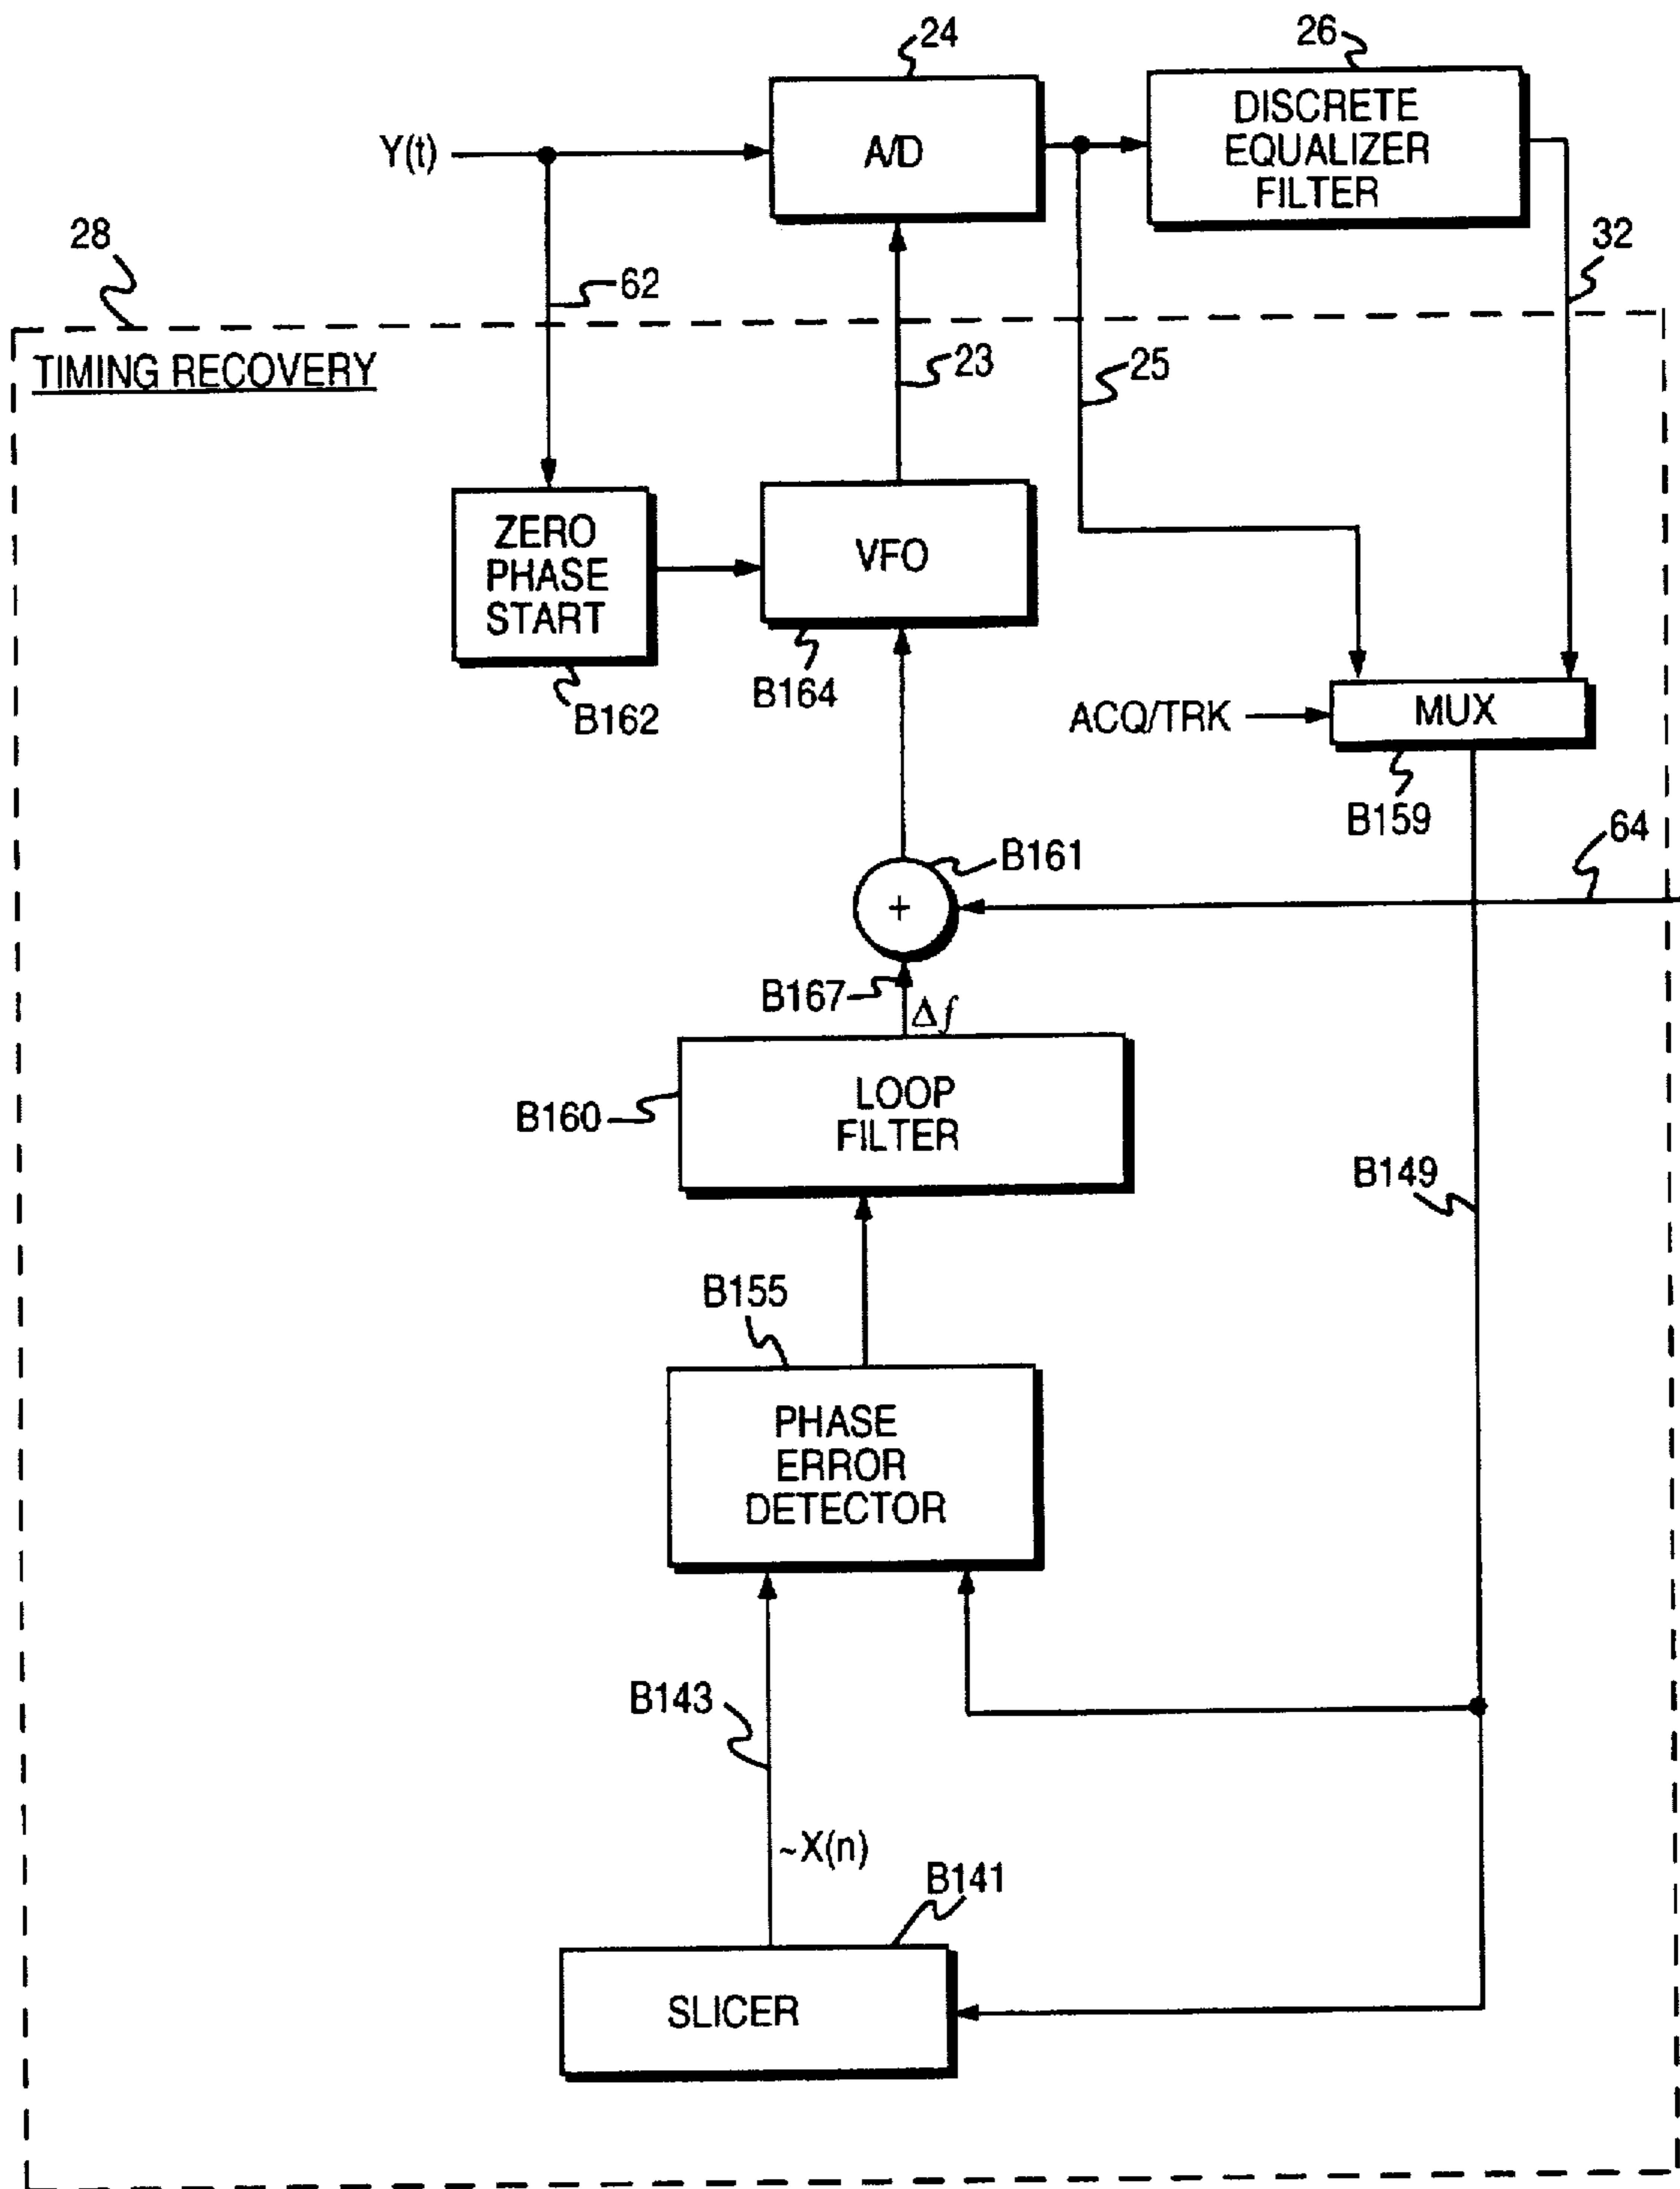 24
26
Y(t)
A/D
DISCRETE
EQUALIZER
FILTER
28
62
32
TIMING RECOVERY
23
25
ZERO
PHASE
START
VFO
B162
B164
ACQ/TRK
MUX
B159
64
B161
+
B167
Δf
B160
LOOP
FILTER
B149
B155
PHASE
ERROR
DETECTOR
B143
~X(n)
B141
SLICER